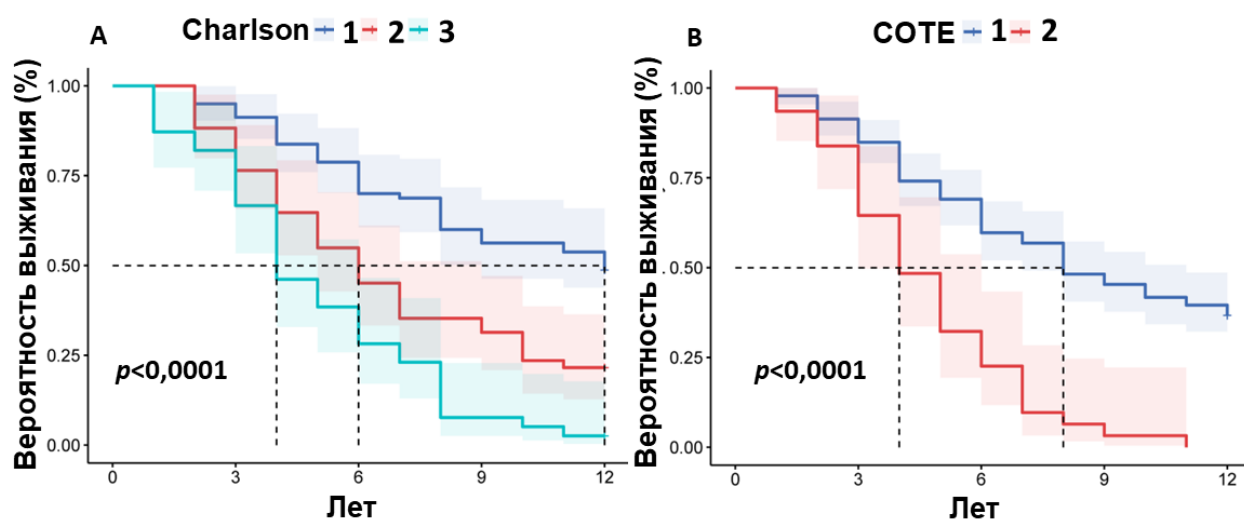 A
Charlson 1 2 3
Вероятность выживания (%)
1.00
0.75
0.50
0.25
0.00
p<0,0001
0 3 6 9 12
Лет
B
COTE 1 2
Вероятность выживания (%)
1.00
0.75
0.50
0.25
0.00
p<0,0001
0 3 6 9 12
Лет